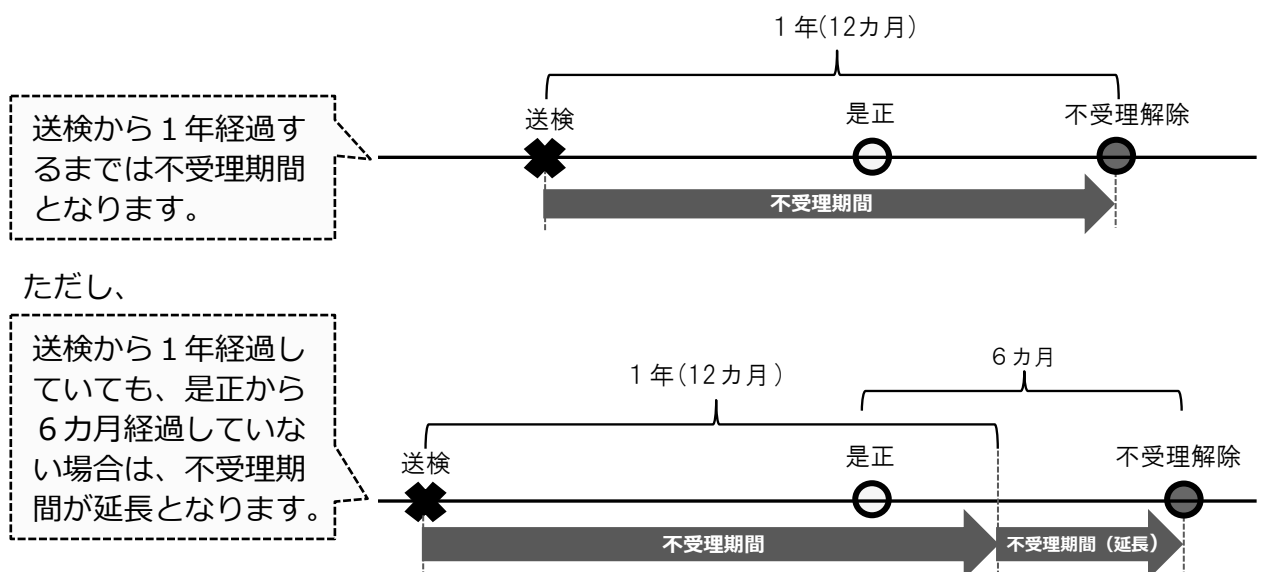 １年(12カ月)
送検から１年経過す
るまでは不受理期間
となります。
送検
是正
不受理解除
不受理期間
ただし、
送検から１年経過し
ていても、是正から
６カ月経過していな
い場合は、不受理期
間が延長となります。
１年(12カ月)
６カ月
送検
是正
不受理解除
不受理期間
不受理期間（延長）